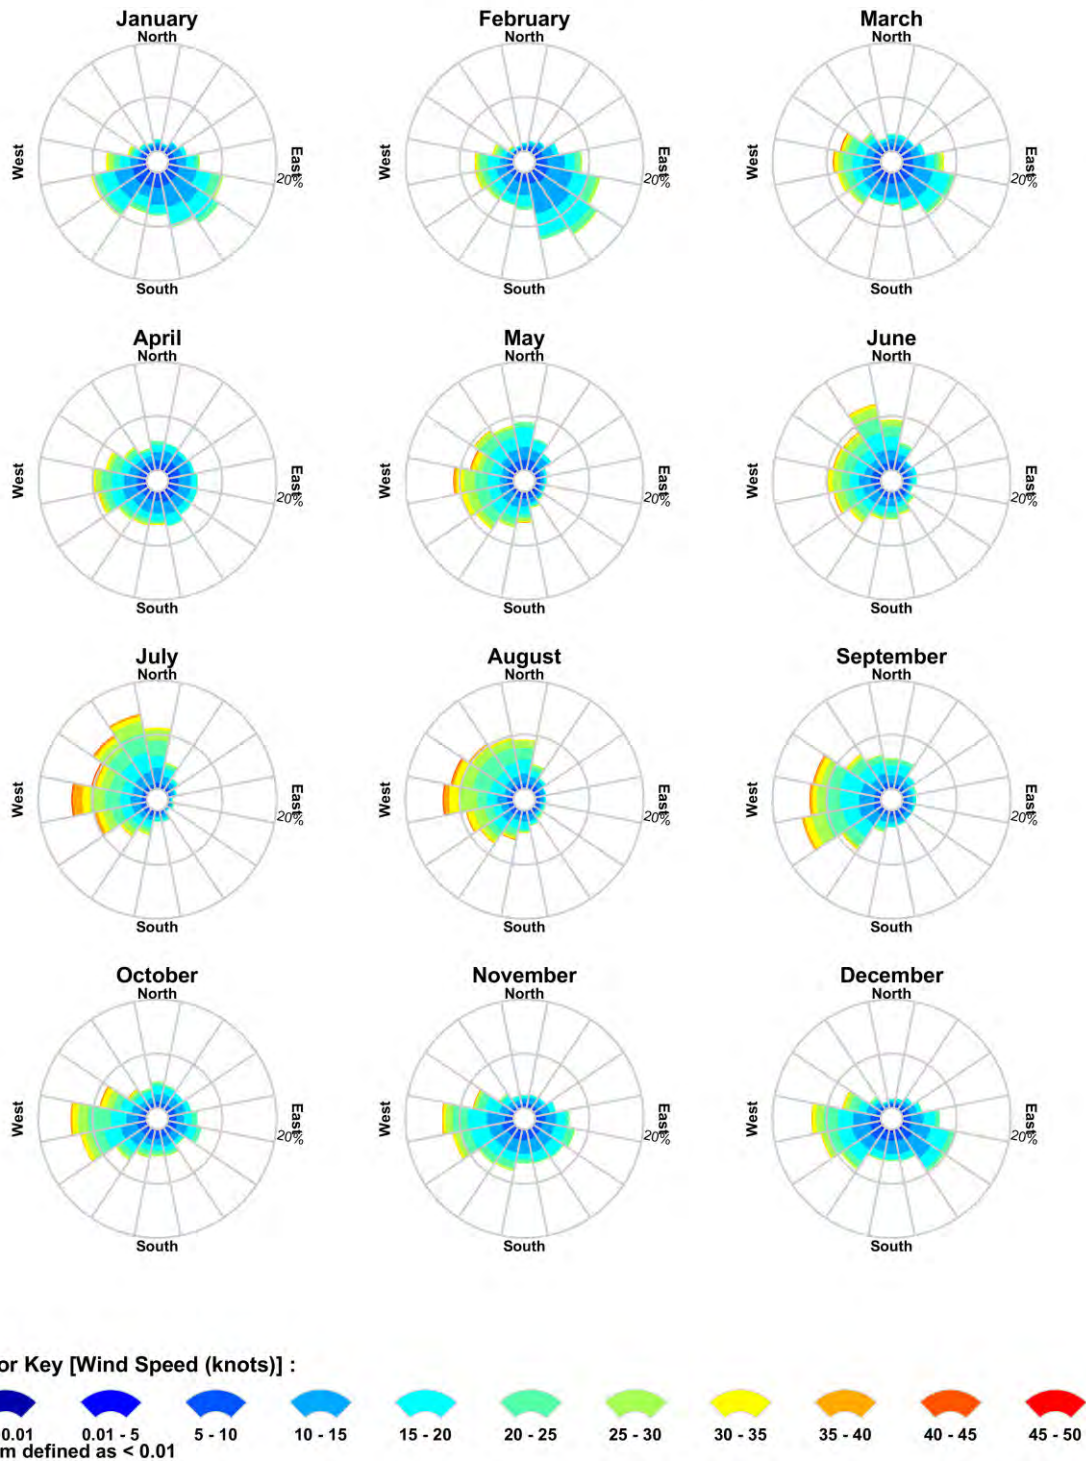 January
North
West
East
20%
South
February
North
West
East
20%
South
March
North
West
East
20%
South
April
North
West
East
20%
South
May
North
West
East
20%
South
June
North
West
East
20%
South
July
North
West
East
20%
South
August
North
West
East
20%
South
September
North
West
East
20%
South
October
North
West
East
20%
South
November
North
West
East
20%
South
December
North
West
East
20%
South
or Key [Wind Speed (knots)] :
0.01 0.01 - 5 5 - 10 10 - 15 15 - 20 20 - 25 25 - 30 30 - 35 35 - 40 40 - 45 45 - 50
m defined as < 0.01